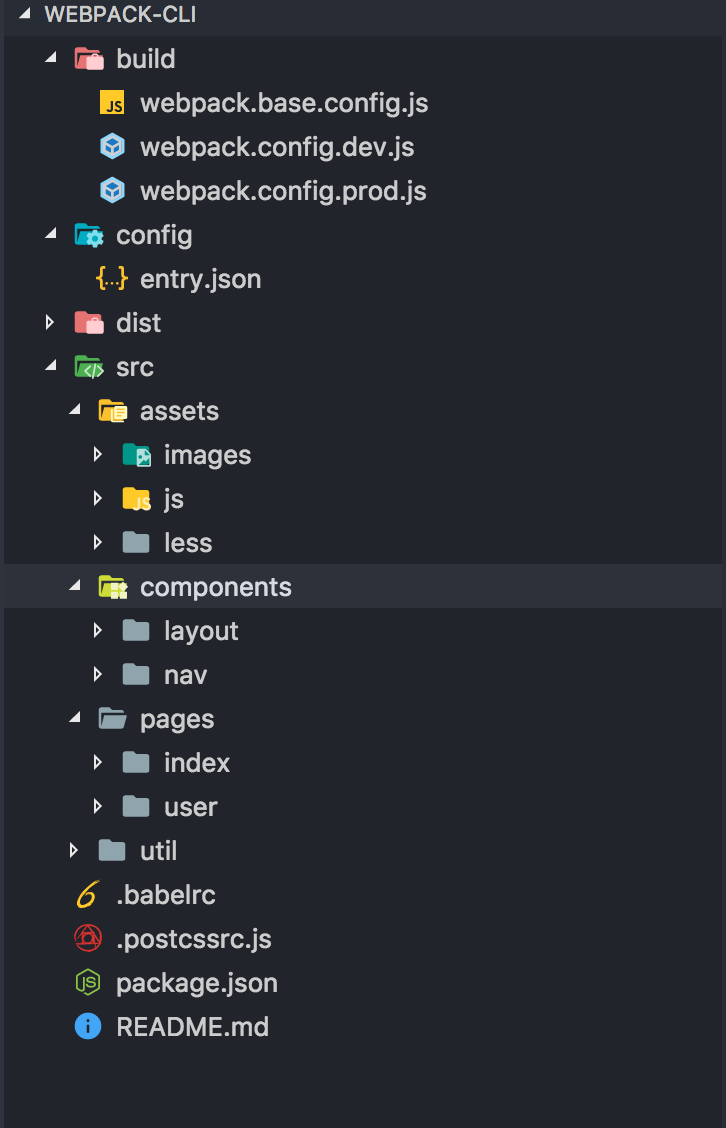 WEBPACK-CLI
build
JS webpack.base.config.js
webpack.config.dev.js
webpack.config.prod.js
config
{...} entry.json
dist
src
assets
images
JS js
less
components
layout
nav
pages
index
user
util
6 .babelrc
.postcssrc.js
JS package.json
i README.md